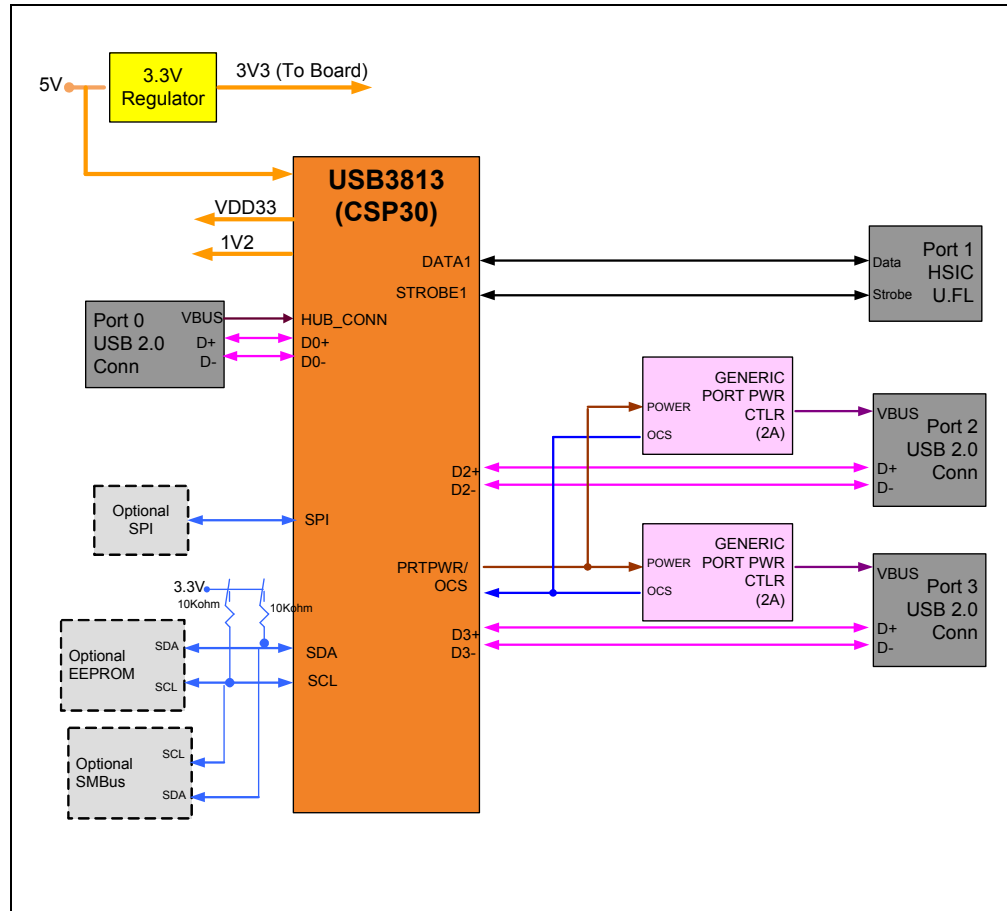 5V
3.3V
Regulator
3V3 (To Board)
USB3813
(CSP30)
VDD33
1V2
DATA1
STROBE1
Data
Strobe
Port 1
HSIC
U.FL
Port 0
USB 2.0
Conn
VBUS
D+
D-
HUB_CONN
D0+
D0-
GENERIC
PORT PWR
CTLR
(2A)
POWER
OCS
VBUS
Port 2
USB 2.0
Conn
D+
D-
D2+
D2-
Optional
SPI
SPI
PRTPWR/
OCS
GENERIC
PORT PWR
CTLR
(2A)
POWER
OCS
VBUS
Port 3
USB 2.0
Conn
D+
D-
D3+
D3-
3.3V
10Kohm
10Kohm
Optional
EEPROM
SDA
SCL
SDA
SCL
Optional
SMBus
SCL
SDA